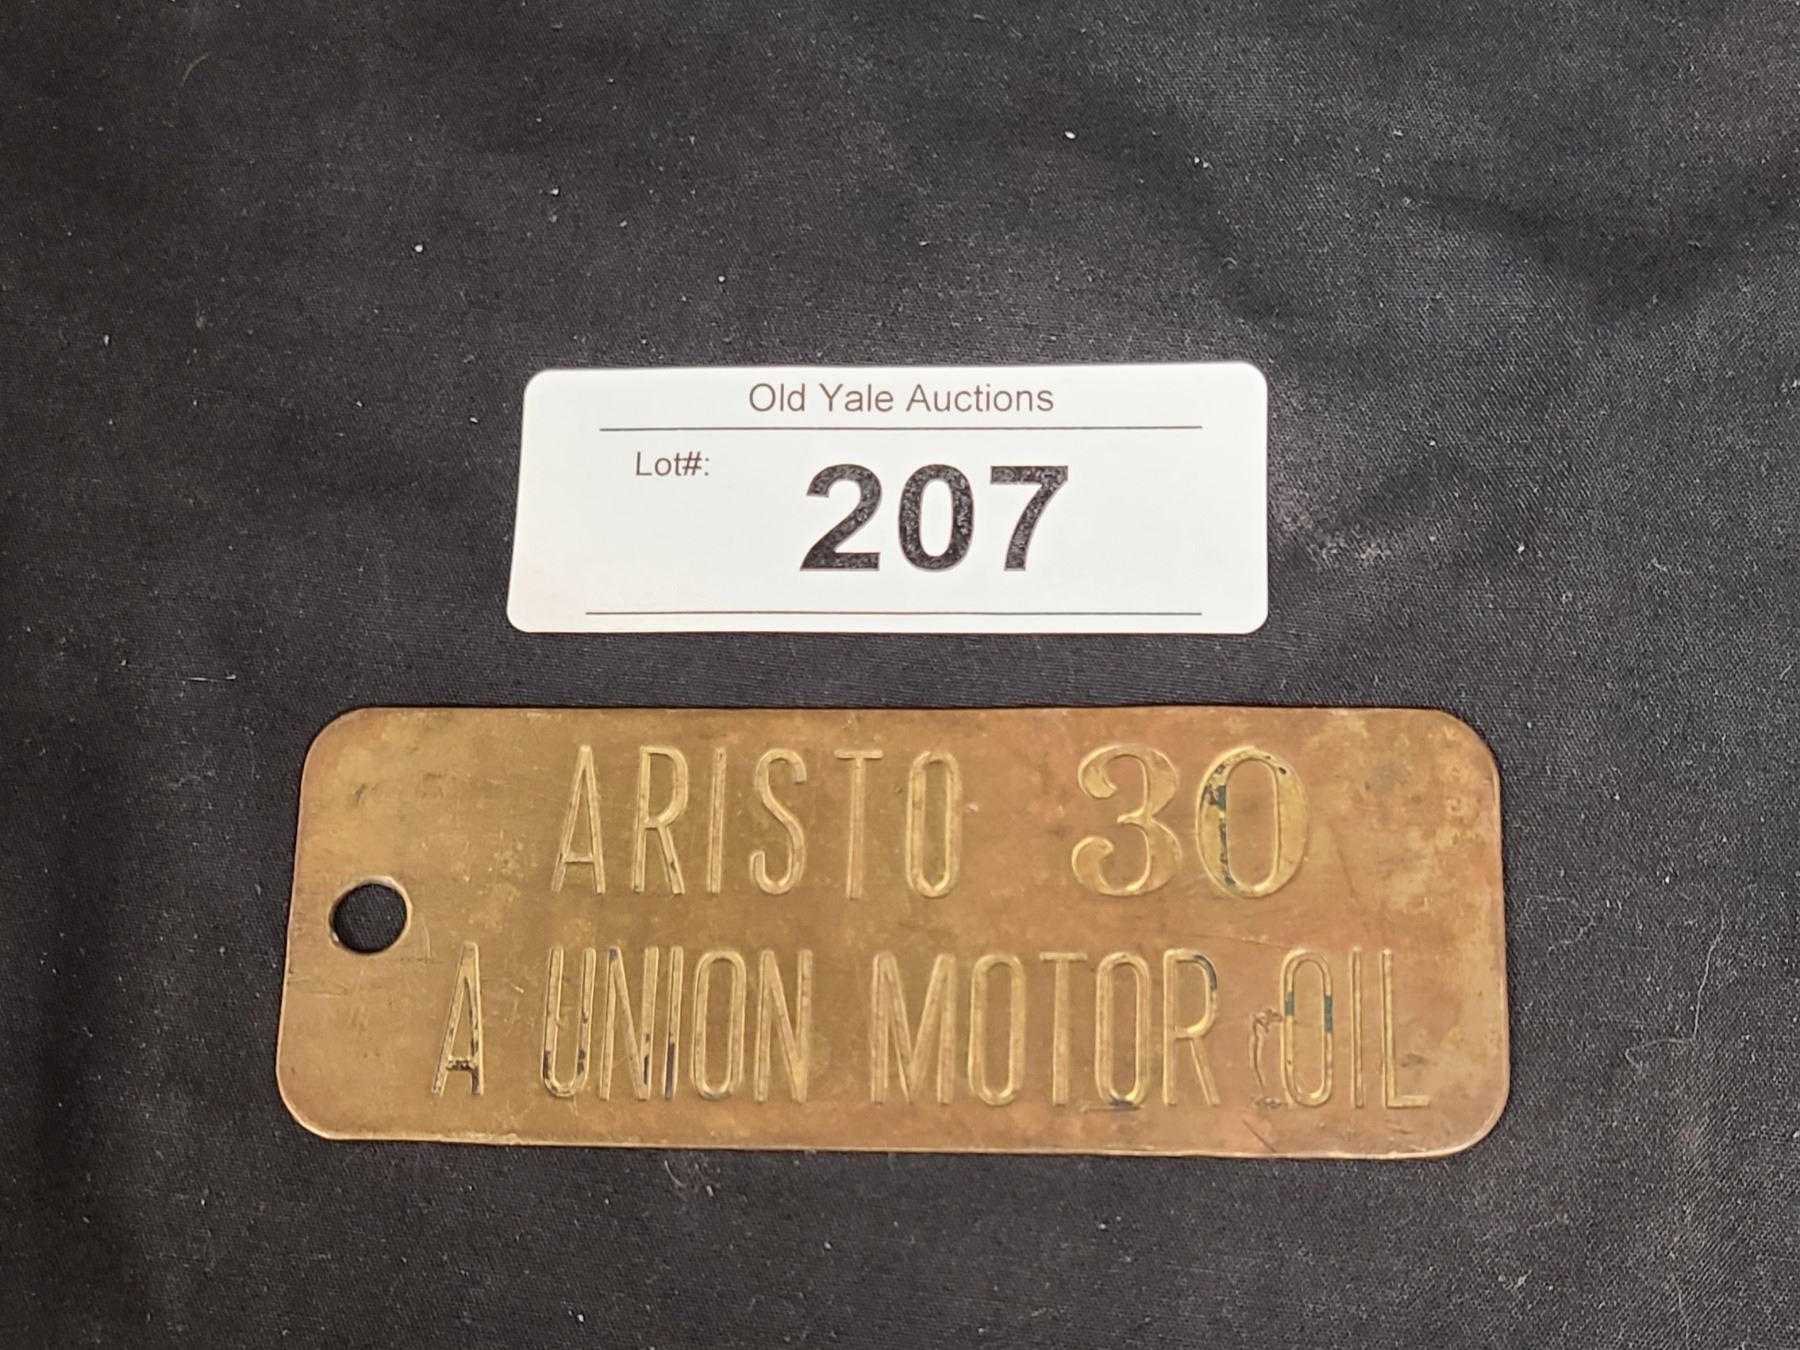 Old Yale Auctions
Lot#: 207
ARISTO 30
A UNION MOTOR OIL